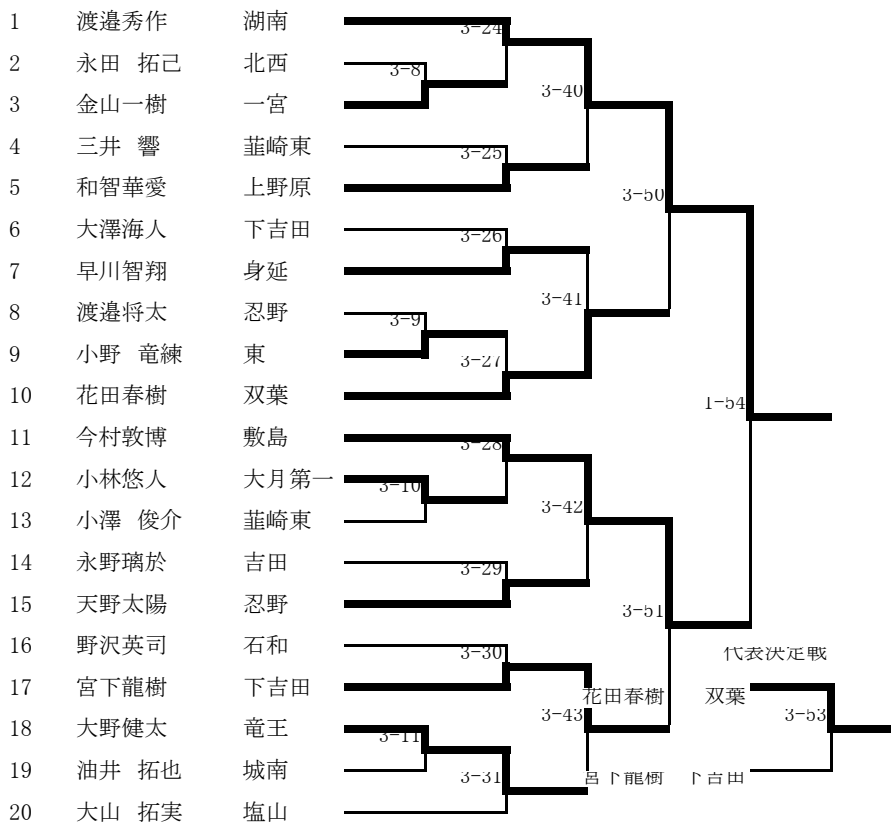 1 渡邉秀作 湖南
3-24
2 永田 拓己 北西
3-8
3 金山一樹 一宮
3-40
4 三井 響 韮崎東
3-25
5 和智華愛 上野原
3-50
6 大澤海人 下吉田
3-26
7 早川智翔 身延
3-41
8 渡邉将太 忍野
3-9
9 小野 竜練 東
3-27
10 花田春樹 双葉
1-54
11 今村敦博 敷島
3-28
12 小林悠人 大月第一
3-10
13 小澤 俊介 韮崎東
3-42
14 永野璃於 吉田
3-29
15 天野太陽 忍野
3-51
16 野沢英司 石和
3-30
代表決定戦
17 宮下龍樹 下吉田
花田春樹 双葉
18 大野健太 竜王
3-43
3-53
3-11
19 油井 拓也 城南
3-31
宮下龍樹 下吉田
20 大山 拓実 塩山